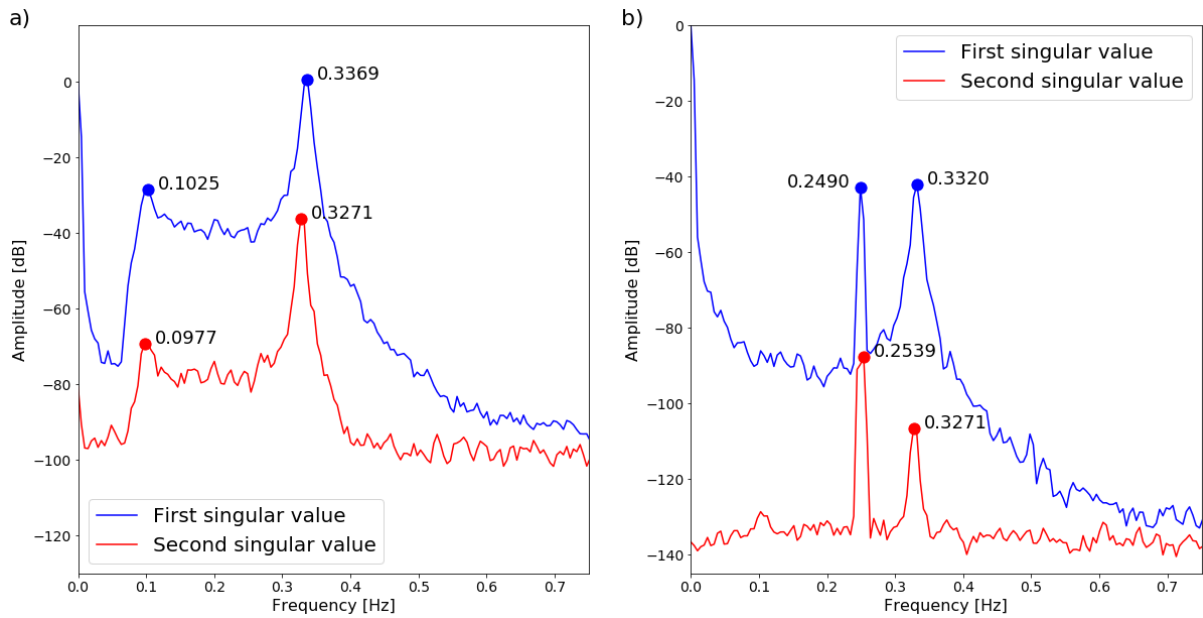 a)
0
−20
−40
−60
−80
−100
−120
Amplitude [dB]
0.3369
0.1025
0.3271
0.0977
First singular value
Second singular value
0.0 0.1 0.2 0.3 0.4 0.5 0.6 0.7
Frequency [Hz]
b)
0
−20
−40
−60
−80
−100
−120
−140
Amplitude [dB]
First singular value
Second singular value
0.2490
0.3320
0.2539
0.3271
0.0 0.1 0.2 0.3 0.4 0.5 0.6 0.7
Frequency [Hz]